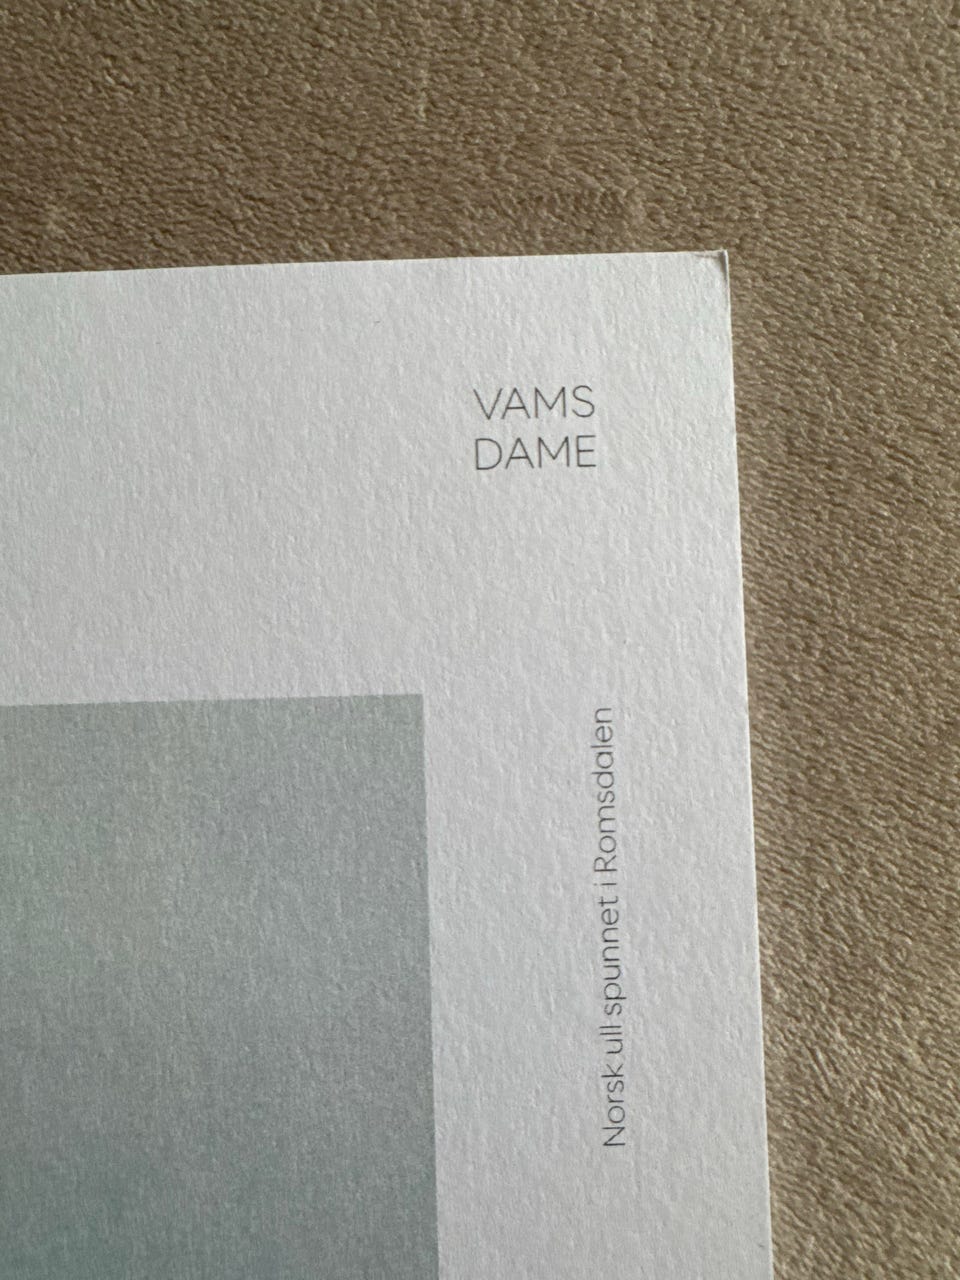 VAMS
DAME
Norsk ull spunnet i Romsdalen